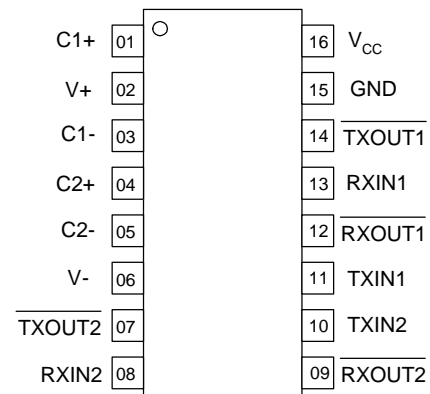 C1+ 01 16 VCC
V+ 02 15 GND
C1- 03 14 TXOUT1
C2+ 04 13 RXIN1
C2- 05 12 RXOUT1
V- 06 11 TXIN1
TXOUT2 07 10 TXIN2
RXIN2 08 09 RXOUT2